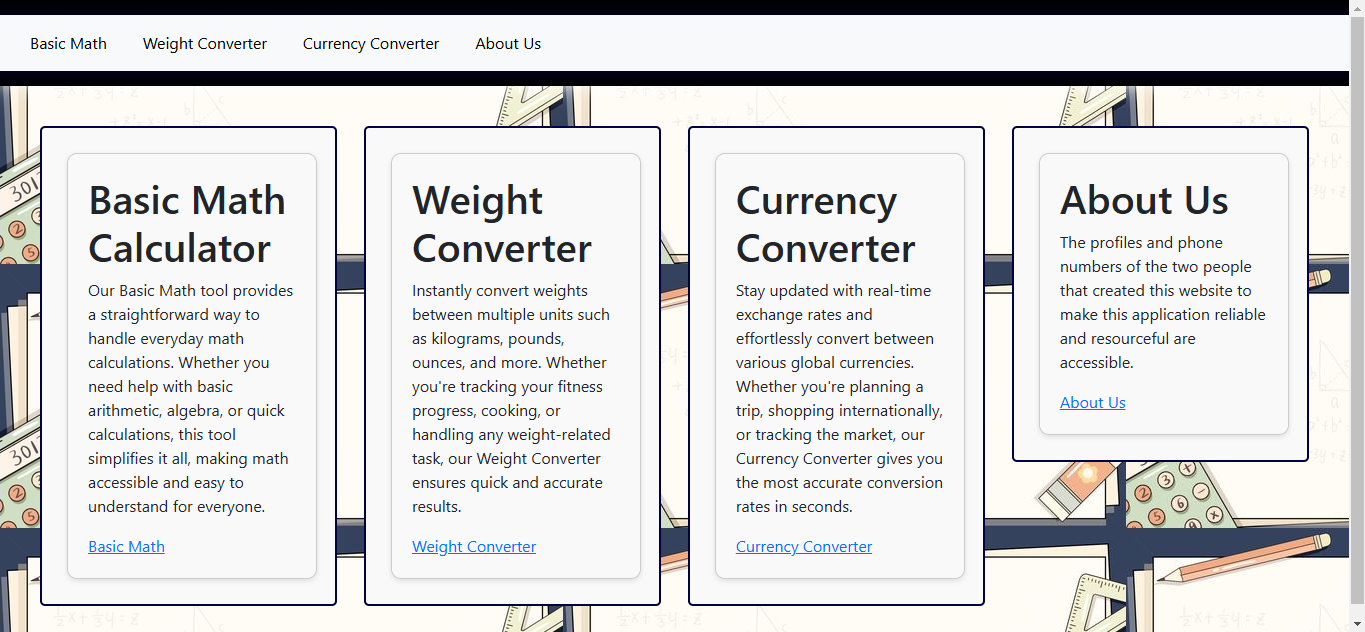 Basic Math Weight Converter Currency Converter About Us
Basic Math
Calculator
Our Basic Math tool provides
a straightforward way to
handle everyday math
calculations. Whether you
need help with basic
arithmetic, algebra, or quick
calculations, this tool
simplifies it all, making math
accessible and easy to
understand for everyone.
Basic Math
Weight
Converter
Instantly convert weights
between multiple units such
as kilograms, pounds,
ounces, and more. Whether
you're tracking your fitness
progress, cooking, or
handling any weight-related
task, our Weight Converter
ensures quick and accurate
results.
Weight Converter
Currency
Converter
Stay updated with real-time
exchange rates and
effortlessly convert between
various global currencies.
Whether you're planning a
trip, shopping internationally,
or tracking the market, our
Currency Converter gives you
the most accurate conversion
rates in seconds.
Currency Converter
About Us
The profiles and phone
numbers of the two people
that created this website to
make this application reliable
and resourceful are
accessible.
About Us